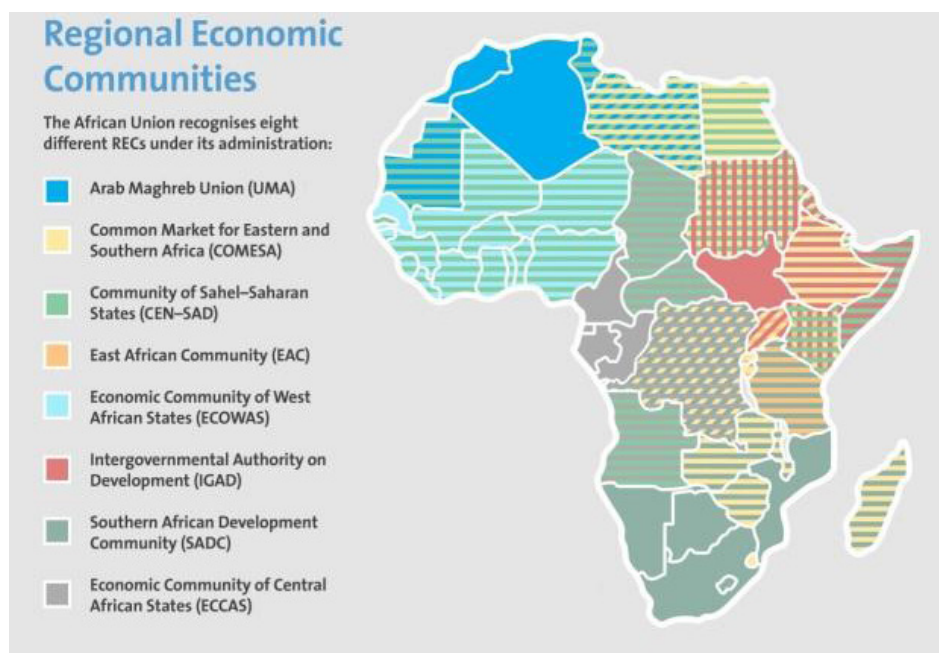 Regional Economic
Communities
The African Union recognises eight
different RECs under its administration:
Arab Maghreb Union (UMA)
Common Market for Eastern and
Southern Africa (COMESA)
Community of Sahel–Saharan
States (CEN–SAD)
East African Community (EAC)
Economic Community of West
African States (ECOWAS)
Intergovernmental Authority on
Development (IGAD)
Southern African Development
Community (SADC)
Economic Community of Central
African States (ECCAS)